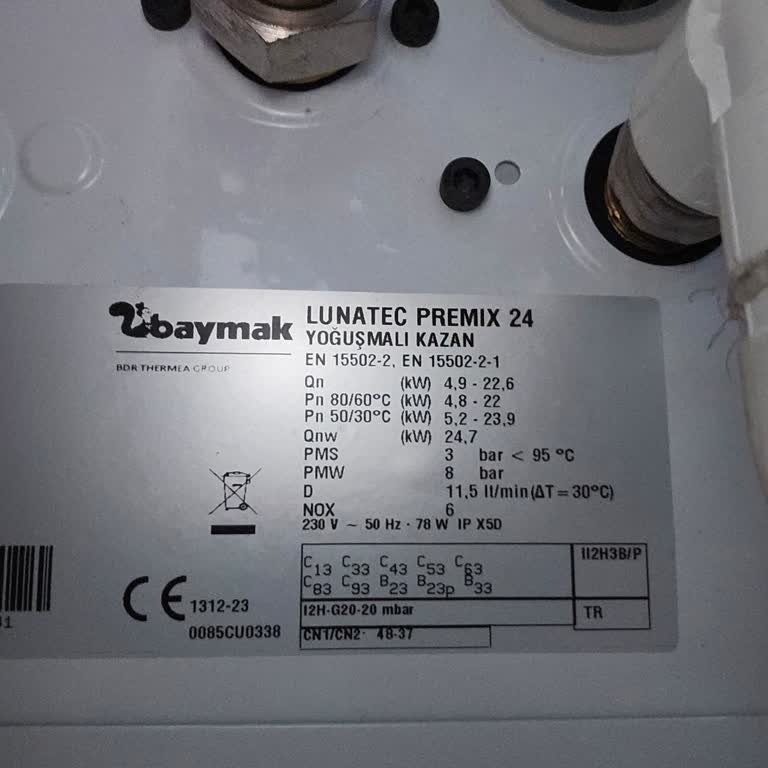 baymak
BDR THERMEA GROUP
LUNATEC PREMIX 24
YOĞUŞMALI KAZAN
EN 15502-2, EN 15502-2-1
Qn (kW) 4,9 - 22,6
Pn 80/60°C (kW) 4,8 - 22
Pn 50/30°C (kW) 5,2 - 23,9
Qnw (kW) 24,7
PMS 3 bar < 95 °C
PMW 8 bar
D 11,5 lt/min(ΔT=30°C)
NOX 6
230 V ~ 50 Hz · 78 W IP X5D
C13 C33 C43 C53 C63
C83 C93 B23 B23p B33
II2H3B/P
I2H-G20-20 mbar
TR
CN1/CN2· 48-37
CE 1312-23
0085CU0338